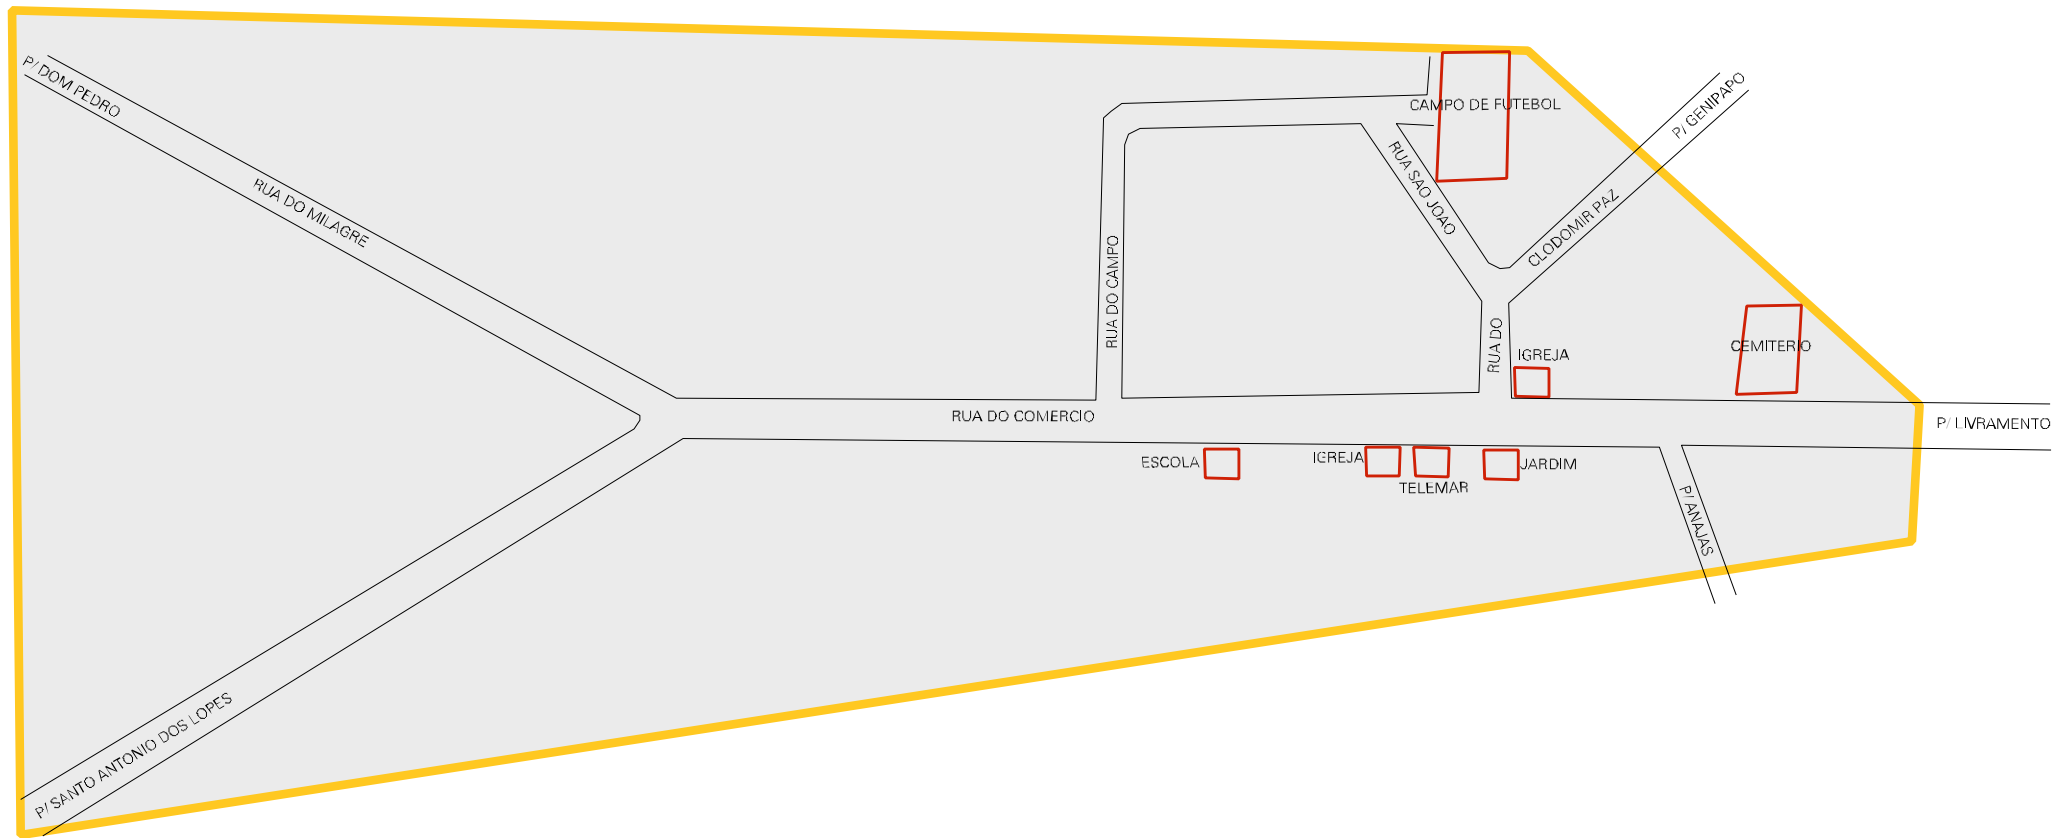 P/ DOM PEDRO
RUA DO MILAGRE
CAMPO DE FUTEBOL
P/ GENIPAPO
RUA SAO JOAO
CLODOMIR PAZ
RUA DO CAMPO
RUA DO
IGREJA
CEMITERIO
RUA DO COMERCIO
P/ LIVRAMENTO
ESCOLA
IGREJA
TELEMAR
JARDIM
P/ ANAJAS
P/ SANTO ANTONIO DOS LOPES